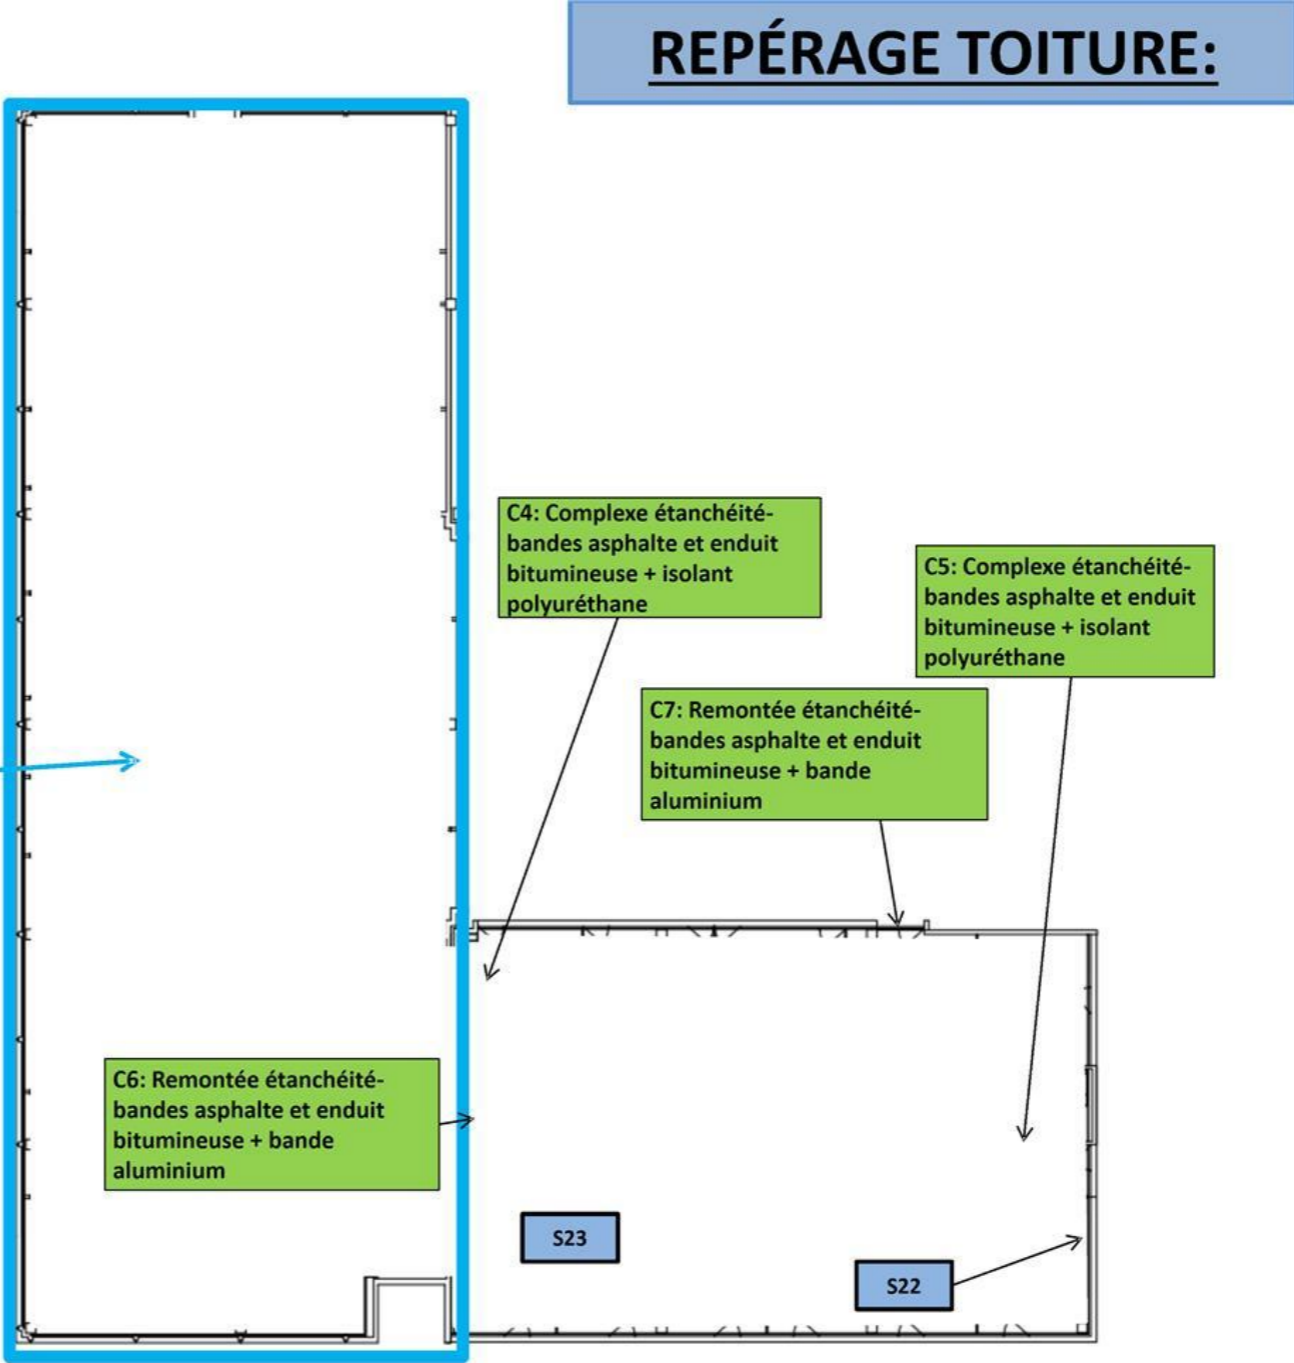 REPÉRAGE TOITURE:
C4: Complexe étanchéité-
bandes asphalte et enduit
bitumineuse + isolant
polyuréthane
C5: Complexe étanchéité-
bandes asphalte et enduit
bitumineuse + isolant
polyuréthane
C7: Remontée étanchéité-
bandes asphalte et enduit
bitumineuse + bande
aluminium
C6: Remontée étanchéité-
bandes asphalte et enduit
bitumineuse + bande
aluminium
S23
S22